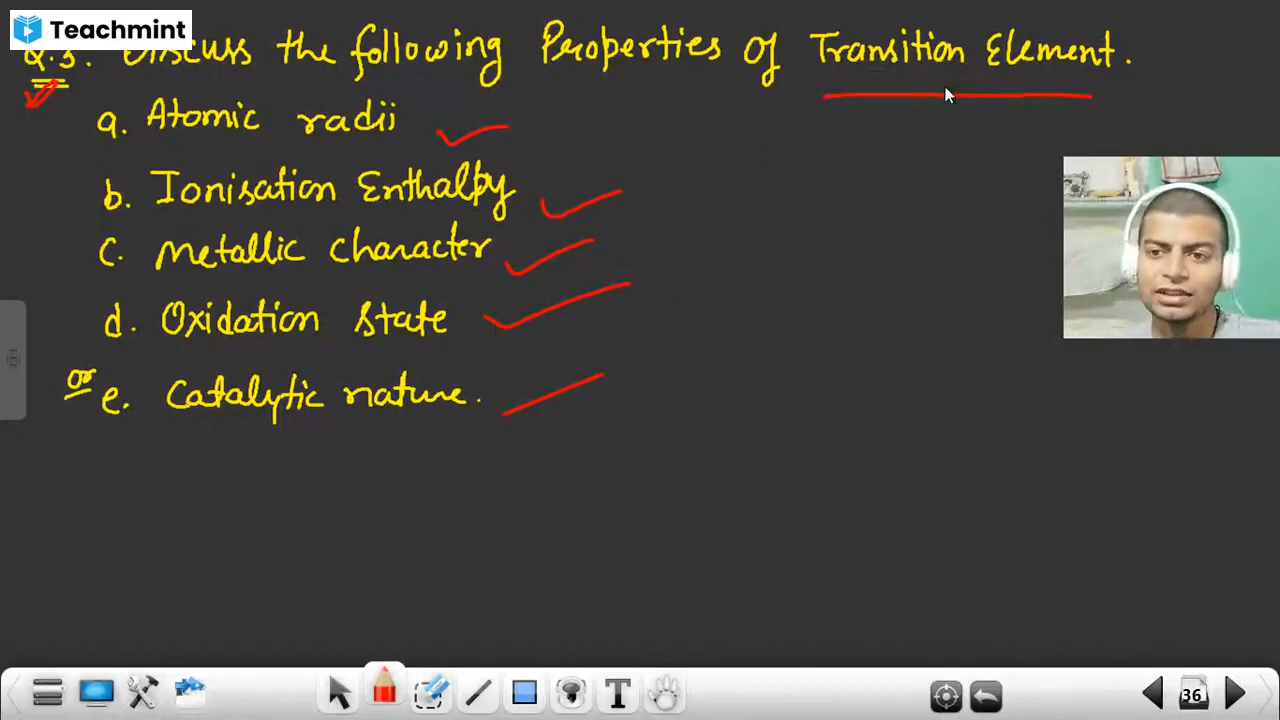 Teachmint
Q.3. Discuss the following Properties of Transition Element.
a. Atomic radii
b. Ionisation Enthalpy
c. Metallic character
d. Oxidation state
or e. Catalytic nature.
T
36